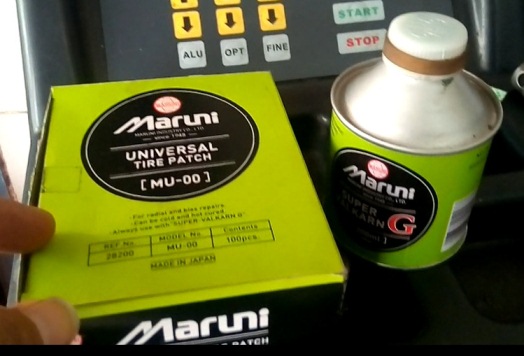 START
STOP
ALU
OPT
FINE
Maruni
MARUNI INDUSTRY CO., LTD.
since 1948
UNIVERSAL
TIRE PATCH
[ MU-00 ]
-For radial and bias repairs.
-Can be cold and hot cured.
-Always use with "SUPER VALKARN G"
REF No. MODEL No. Contents
28200 MU-00 100pcs.
MADE IN JAPAN
Maruni
TIRE PATCH
Maruni
SUPER
VALKARN G